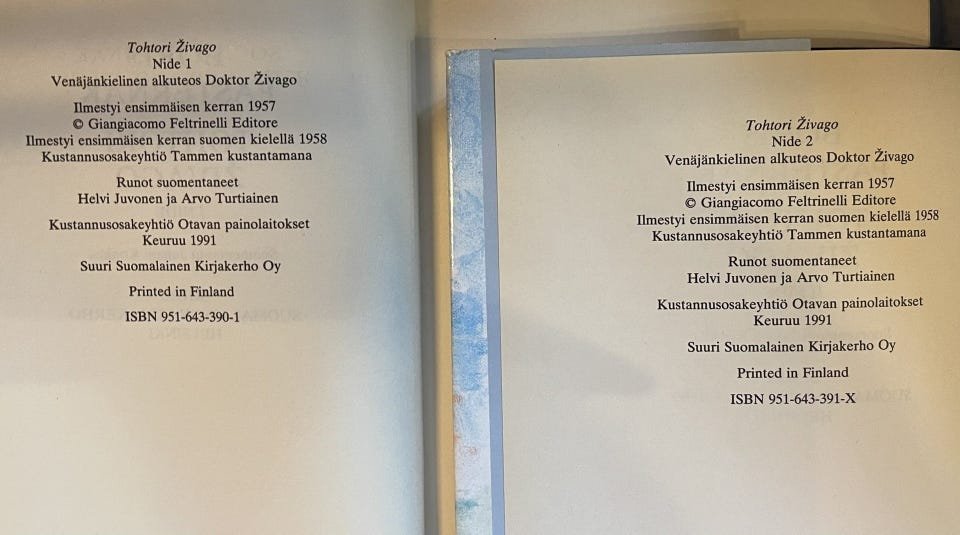 Tohtori Živago
Nide 1
Venäjänkielinen alkuteos Doktor Živago
Ilmestyi ensimmäisen kerran 1957
© Giangiacomo Feltrinelli Editore
Ilmestyi ensimmäisen kerran suomen kielellä 1958
Kustannusosakeyhtiö Tammen kustantamana
Runot suomentaneet
Helvi Juvonen ja Arvo Turtiainen
Kustannusosakeyhtiö Otavan painolaitokset
Keuruu 1991
Suuri Suomalainen Kirjakerho Oy
Printed in Finland
ISBN 951-643-390-1
Tohtori Živago
Nide 2
Venäjänkielinen alkuteos Doktor Živago
Ilmestyi ensimmäisen kerran 1957
© Giangiacomo Feltrinelli Editore
Ilmestyi ensimmäisen kerran suomen kielellä 1958
Kustannusosakeyhtiö Tammen kustantamana
Runot suomentaneet
Helvi Juvonen ja Arvo Turtiainen
Kustannusosakeyhtiö Otavan painolaitokset
Keuruu 1991
Suuri Suomalainen Kirjakerho Oy
Printed in Finland
ISBN 951-643-391-X